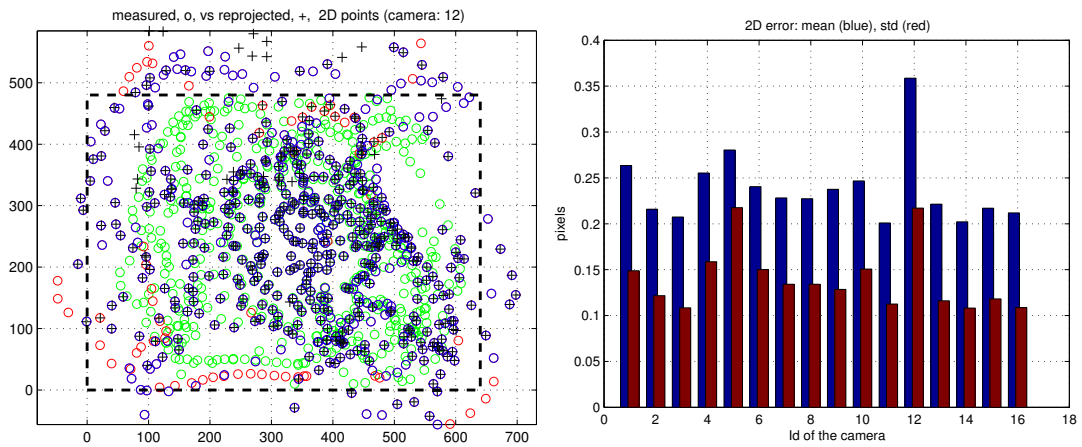 measured, o, vs reprojected, +, 2D points (camera: 12)
500
400
300
200
100
0
0 100 200 300 400 500 600 700
2D error: mean (blue), std (red)
0.4
0.35
0.3
0.25
0.2
0.15
0.1
0.05
0
pixels
0 2 4 6 8 10 12 14 16 18
Id of the camera